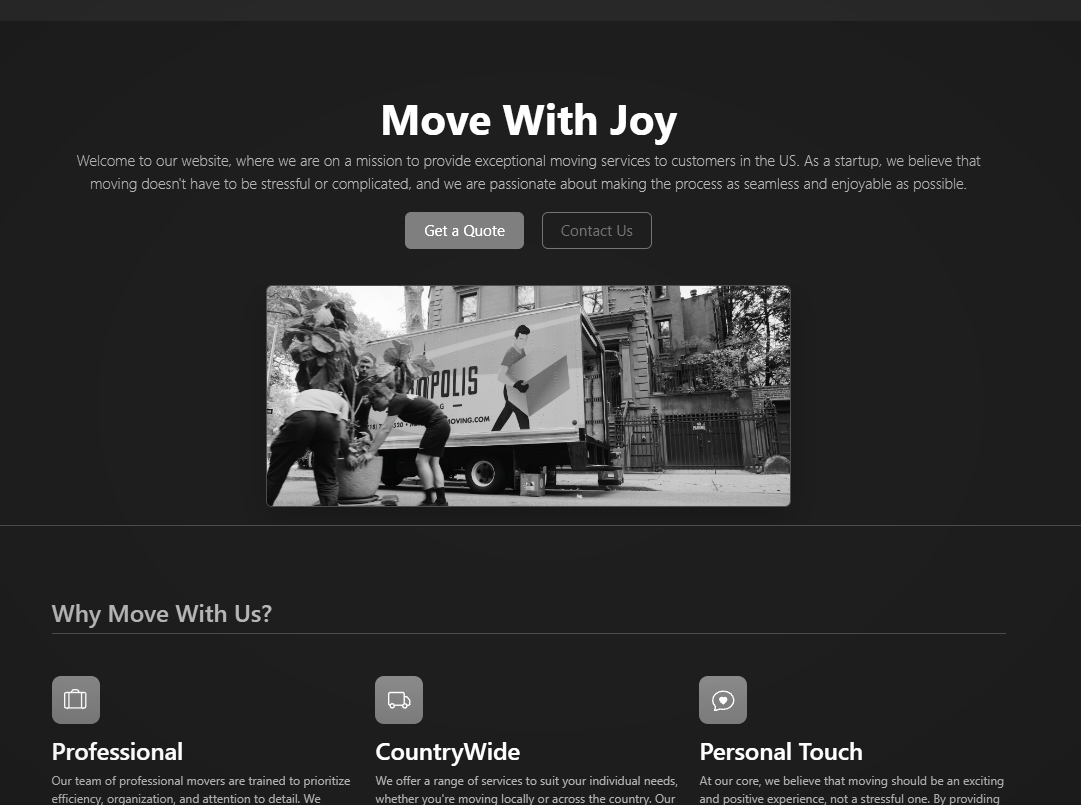 Move With Joy
Welcome to our website, where we are on a mission to provide exceptional moving services to customers in the US. As a startup, we believe that
moving doesn't have to be stressful or complicated, and we are passionate about making the process as seamless and enjoyable as possible.
Get a Quote
Contact Us
OLIS
OVING.COM
Why Move With Us?
Professional
Our team of professional movers are trained to prioritize
efficiency, organization, and attention to detail. We
CountryWide
We offer a range of services to suit your individual needs,
whether you're moving locally or across the country. Our
Personal Touch
At our core, we believe that moving should be an exciting
and positive experience, not a stressful one. By providing